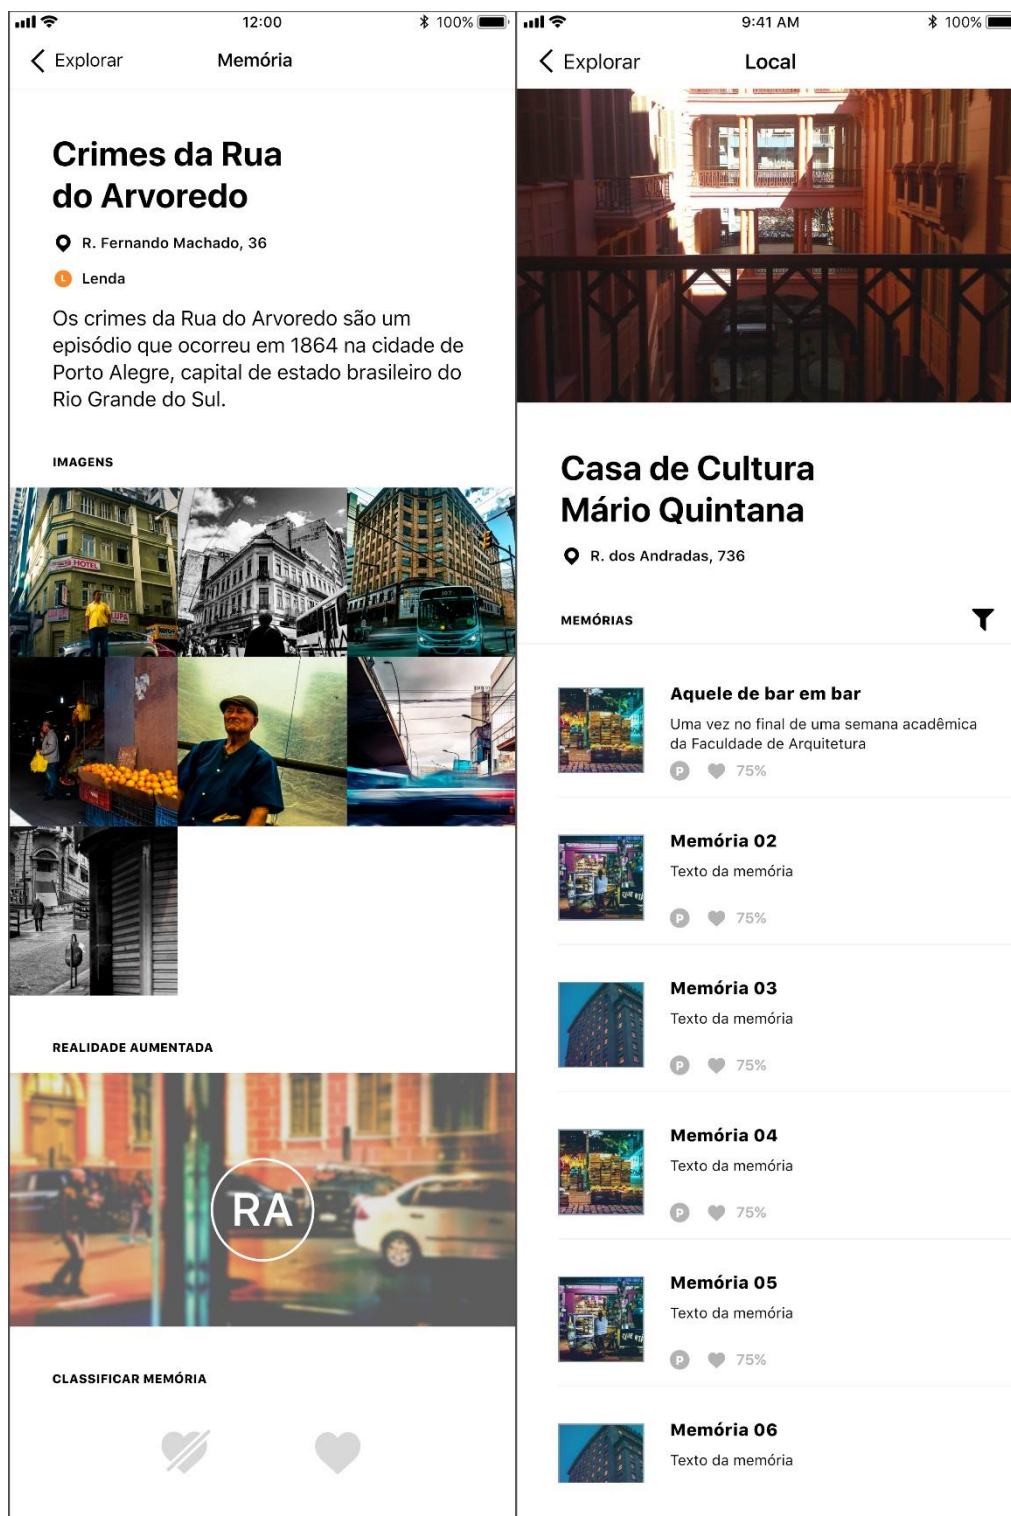 12:00
100%
Explorar
Memória
Crimes da Rua
do Arvoredo
R. Fernando Machado, 36
L Lenda
Os crimes da Rua do Arvoredo são um
episódio que ocorreu em 1864 na cidade de
Porto Alegre, capital de estado brasileiro do
Rio Grande do Sul.
IMAGENS
HOTEL
LUPA
107
REALIDADE AUMENTADA
RA
CLASSIFICAR MEMÓRIA
9:41 AM
100%
Explorar
Local
Casa de Cultura
Mário Quintana
R. dos Andradas, 736
MEMÓRIAS
Aquele de bar em bar
Uma vez no final de uma semana acadêmica
da Faculdade de Arquitetura
P 75%
Memória 02
Texto da memória
P 75%
Memória 03
Texto da memória
P 75%
Memória 04
Texto da memória
P 75%
Memória 05
Texto da memória
P 75%
Memória 06
Texto da memória